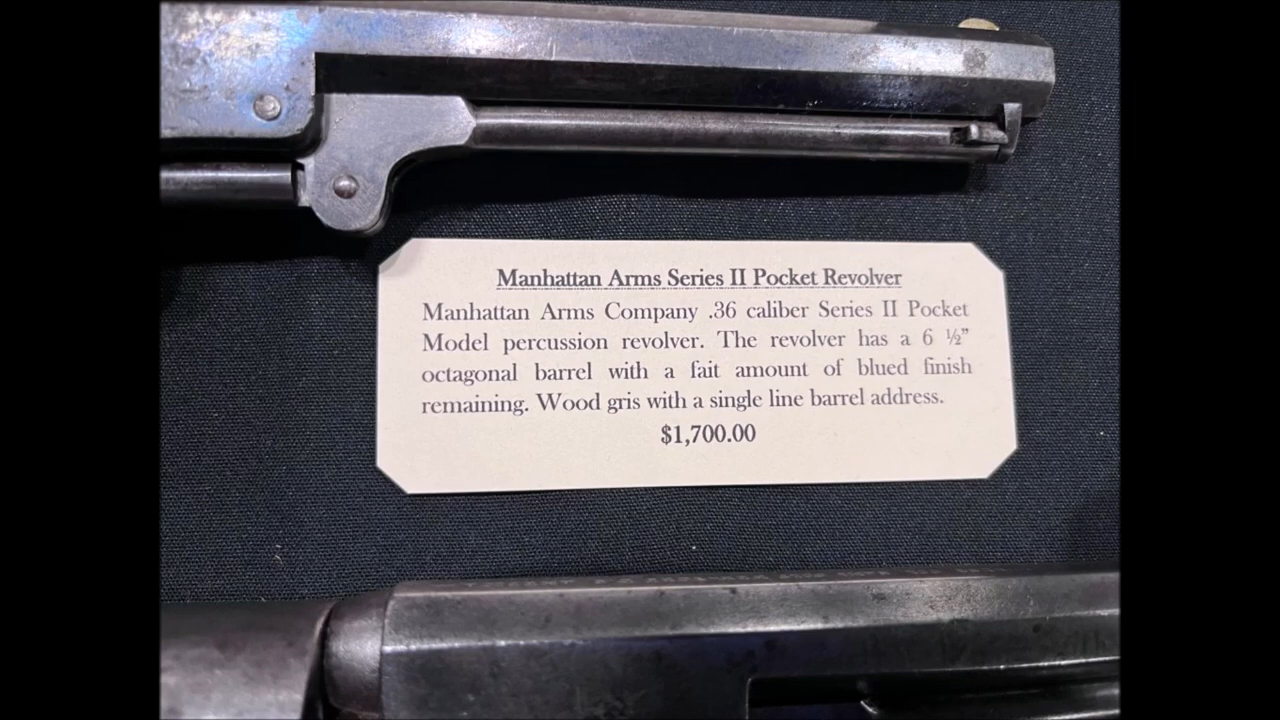 Manhattan Arms Series II Pocket Revolver
Manhattan Arms Company .36 caliber Series II Pocket
Model percussion revolver. The revolver has a 6 ½”
octagonal barrel with a fait amount of blued finish
remaining. Wood gris with a single line barrel address.
$1,700.00